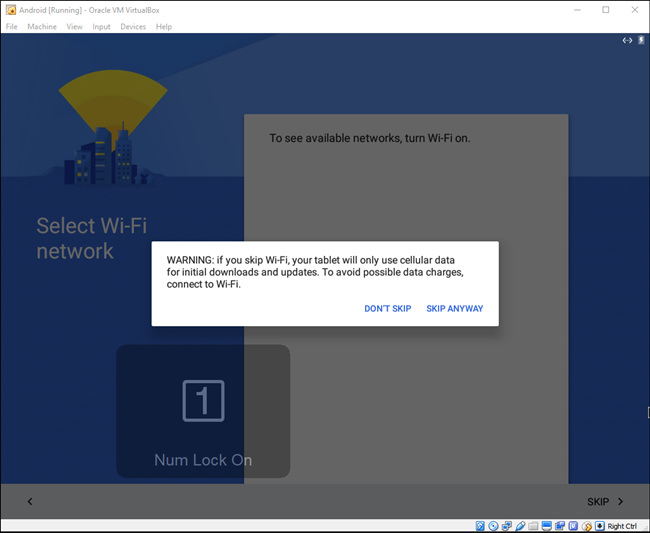 Android [Running] - Oracle VM VirtualBox
File Machine View Input Devices Help
To see available networks, turn Wi-Fi on.
Select Wi-Fi
network
WARNING: if you skip Wi-Fi, your tablet will only use cellular data
for initial downloads and updates. To avoid possible data charges,
connect to Wi-Fi.
DON'T SKIP SKIP ANYWAY
1
Num Lock On
SKIP
Right Ctrl